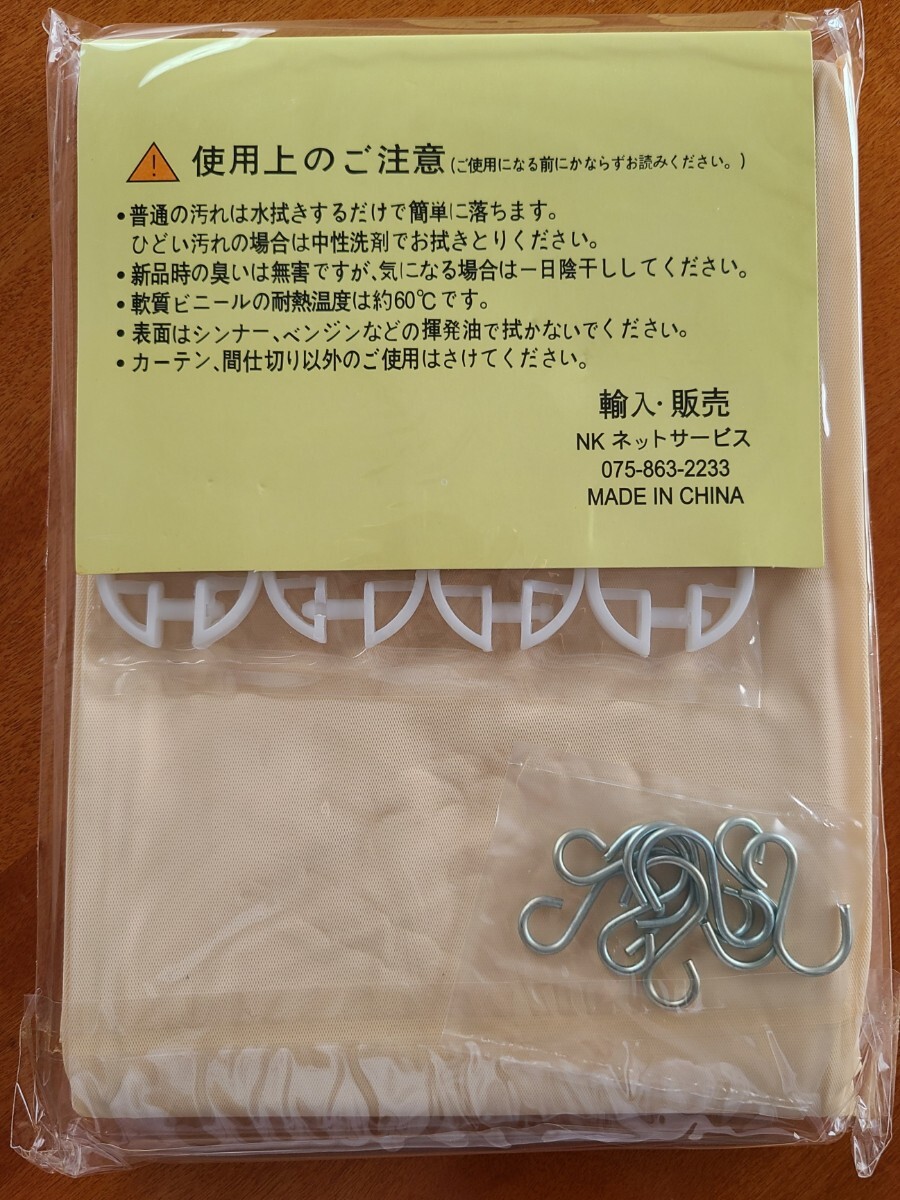 使用上のご注意(ご使用になる前にかならずお読みください。)
•普通の汚れは水拭きするだけで簡単に落ちます。
ひどい汚れの場合は中性洗剤でお拭きとりください。
•新品時の臭いは無害ですが、気になる場合は一日陰干ししてください。
•軟質ビニールの耐熱温度は約60℃です。
•表面はシンナー、ベンジンなどの揮発油で拭かないでください。
•カーテン、間仕切り以外のご使用はさけてください。
輸入・販売
NK ネットサービス
075-863-2233
MADE IN CHINA